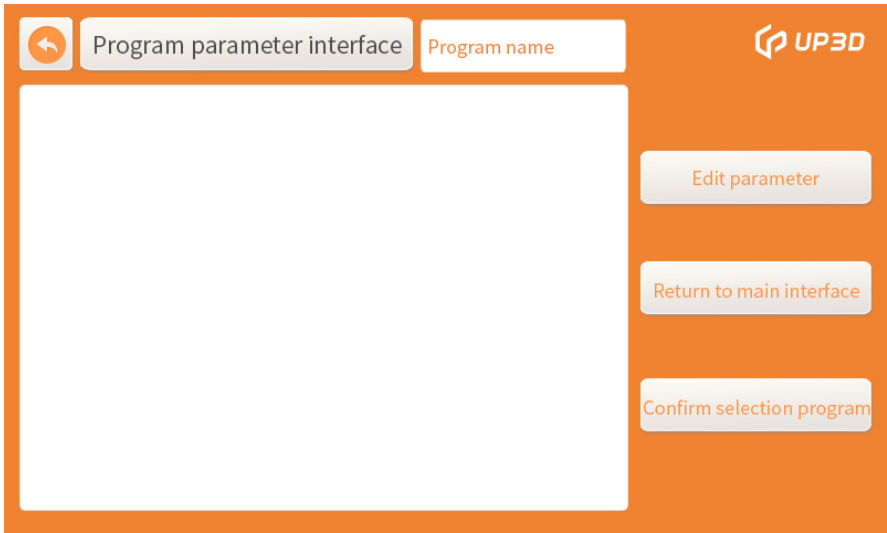 Program parameter interface
Program name
UP3D
Edit parameter
Return to main interface
Confirm selection program